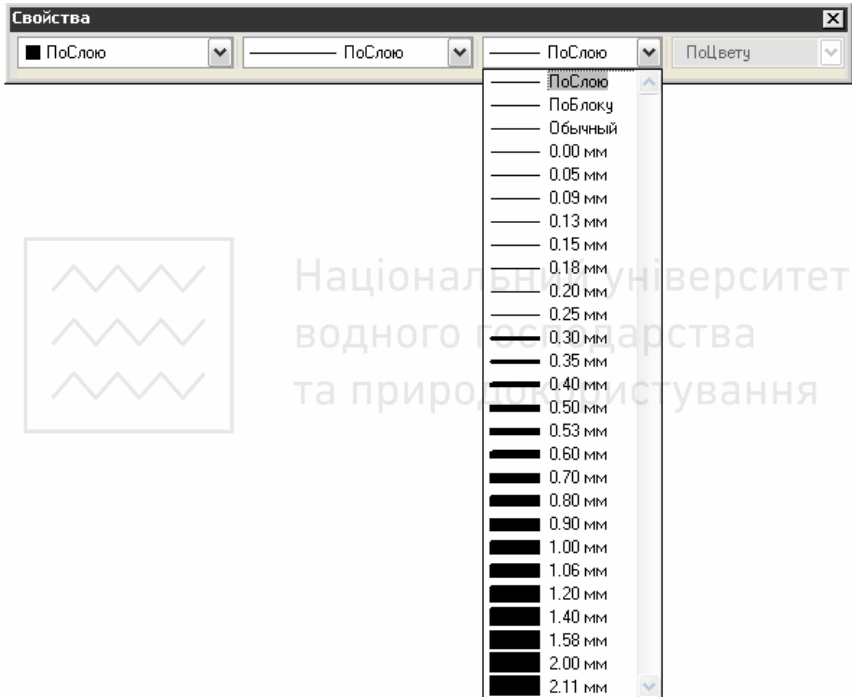 Свойства
ПоСлою ПоСлою ПоСлою ПоЦвету
ПоСлою
ПоБлоку
Обычный
0.00 мм
0.05 мм
0.09 мм
0.13 мм
0.15 мм
0.18 мм
0.20 мм
0.25 мм
0.30 мм
0.35 мм
0.40 мм
0.50 мм
0.53 мм
0.60 мм
0.70 мм
0.80 мм
0.90 мм
1.00 мм
1.06 мм
1.20 мм
1.40 мм
1.58 мм
2.00 мм
2.11 мм
Національний університет
водного господарства
та природокористування